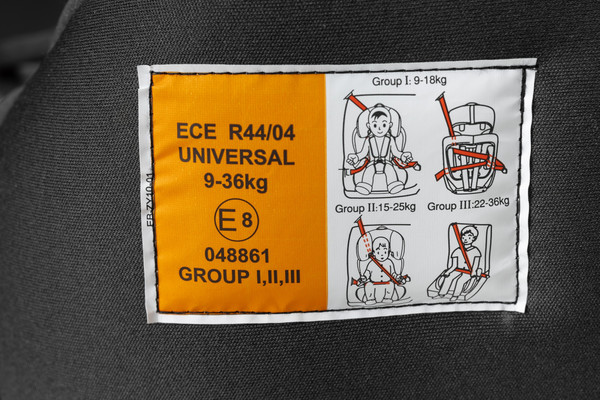 ECE R44/04
UNIVERSAL
9-36kg
E 8
048861
GROUP I,II,III
FB-ZY10-01
Group I: 9-18kg
Group II:15-25kg
Group III:22-36kg